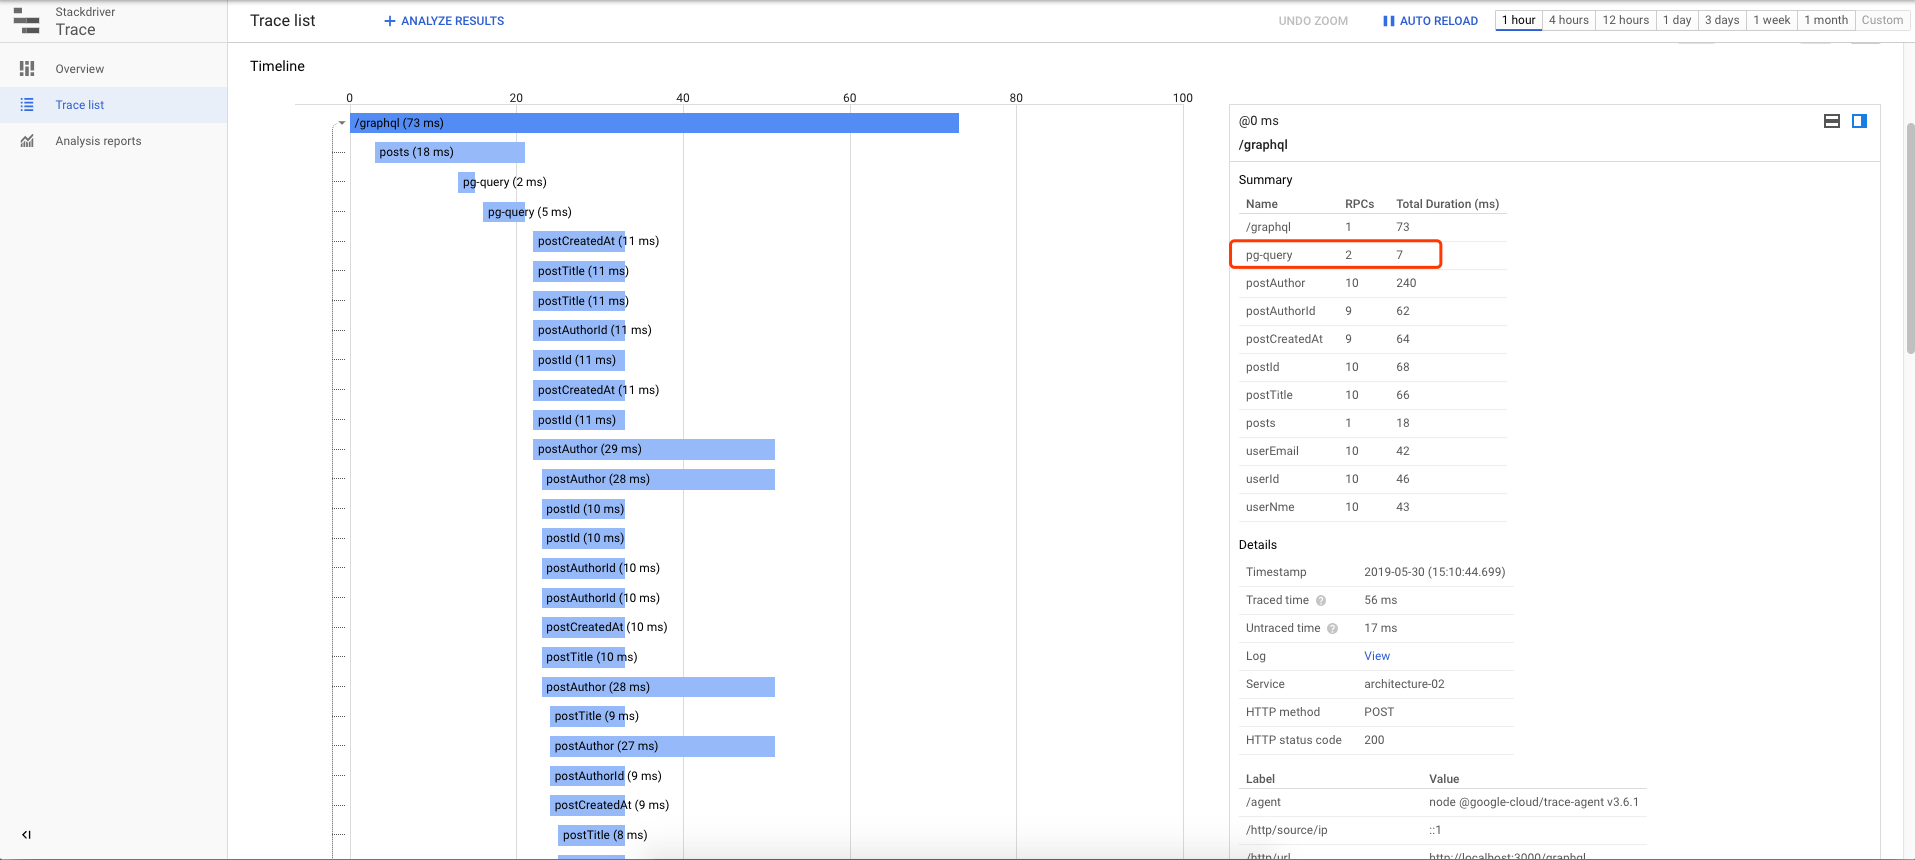 Stackdriver
Trace
Trace list
ANALYZE RESULTS
UNDO ZOOM
AUTO RELOAD
1 hour
4 hours
12 hours
1 day
3 days
1 week
1 month
Custom
Overview
Trace list
Analysis reports
Timeline
0 20 40 60 80 100
/graphql (73 ms)
posts (18 ms)
pg-query (2 ms)
pg-query (5 ms)
postCreatedAt (11 ms)
postTitle (11 ms)
postTitle (11 ms)
postAuthorId (11 ms)
postId (11 ms)
postCreatedAt (11 ms)
postId (11 ms)
postAuthor (29 ms)
postAuthor (28 ms)
postId (10 ms)
postId (10 ms)
postAuthorId (10 ms)
postAuthorId (10 ms)
postCreatedAt (10 ms)
postTitle (10 ms)
postAuthor (28 ms)
postTitle (9 ms)
postAuthor (27 ms)
postAuthorId (9 ms)
postCreatedAt (9 ms)
postTitle (8 ms)
@0 ms
/graphql
Summary
Name RPCs Total Duration (ms)
/graphql 1 73
pg-query 2 7
postAuthor 10 240
postAuthorId 9 62
postCreatedAt 9 64
postId 10 68
postTitle 10 66
posts 1 18
userEmail 10 42
userId 10 46
userNme 10 43
Details
Timestamp 2019-05-30 (15:10:44.699)
Traced time 56 ms
Untraced time 17 ms
Log View
Service architecture-02
HTTP method POST
HTTP status code 200
Label Value
/agent node @google-cloud/trace-agent v3.6.1
/http/source/ip ::1
/http/url http://localhost:3000/graphql